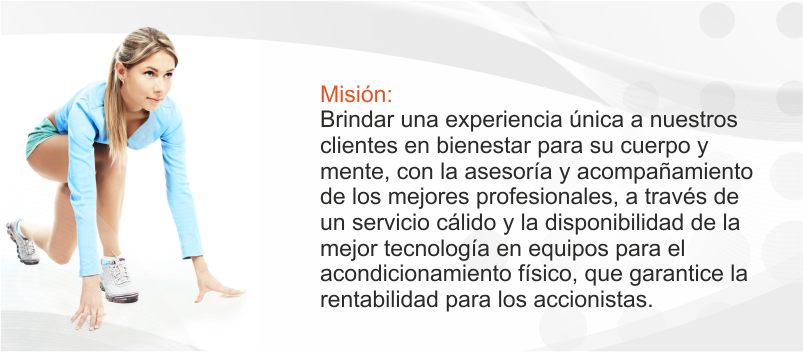 Misión:
Brindar una experiencia única a nuestros
clientes en bienestar para su cuerpo y
mente, con la asesoría y acompañamiento
de los mejores profesionales, a través de
un servicio cálido y la disponibilidad de la
mejor tecnología en equipos para el
acondicionamiento físico, que garantice la
rentabilidad para los accionistas.